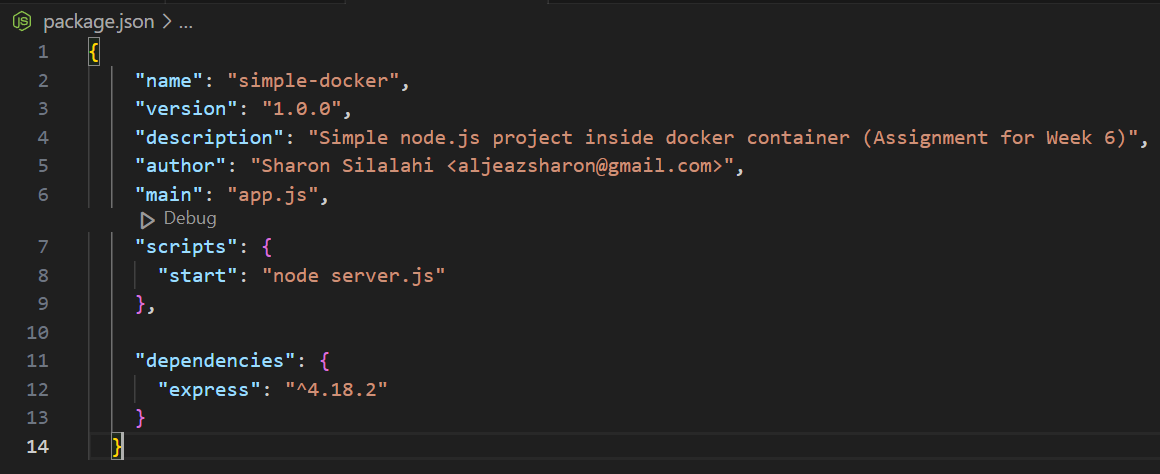 package.json > ...
1 {
2 "name": "simple-docker",
3 "version": "1.0.0",
4 "description": "Simple node.js project inside docker container (Assignment for Week 6)",
5 "author": "Sharon Silalahi <aljeazsharon@gmail.com>",
6 "main": "app.js",
Debug
7 "scripts": {
8 "start": "node server.js"
9 },
10
11 "dependencies": {
12 "express": "^4.18.2"
13 }
14 }